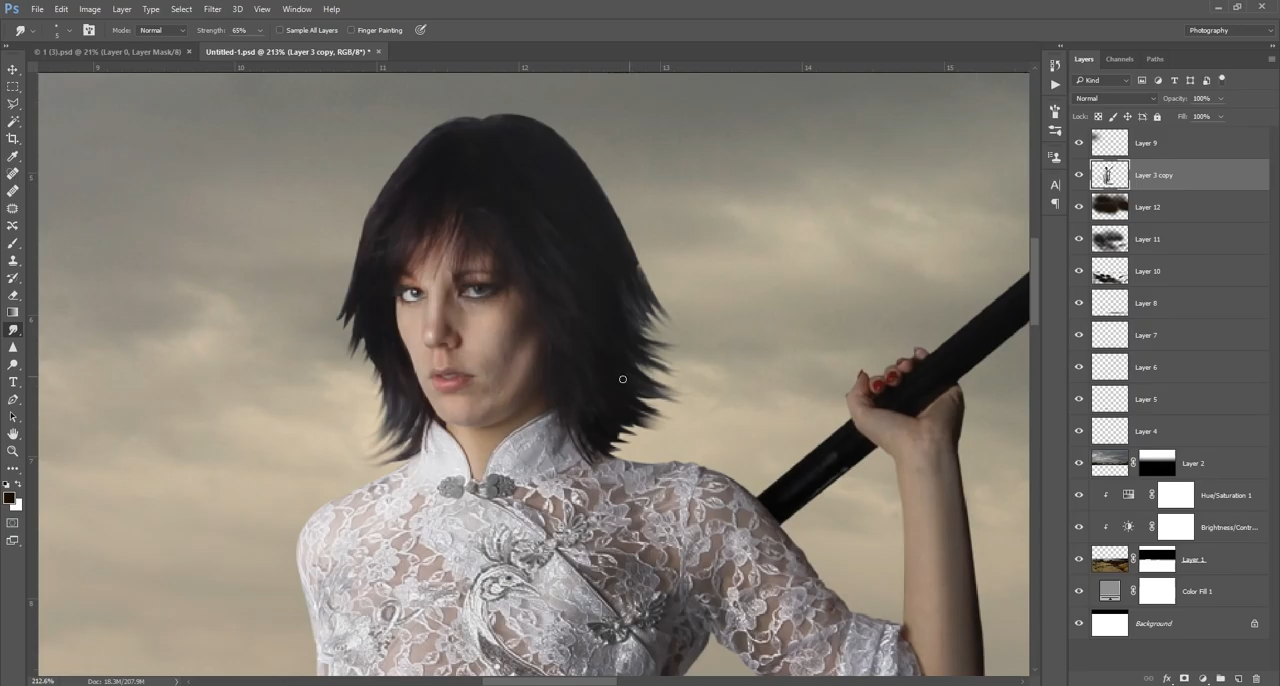 Ps File Edit Image Layer Type Select Filter 3D View Window Help
5 Mode: Normal Strength: 65% Sample All Layers Finger Painting Photography
© 1 (3).psd @ 21% (Layer 0, Layer Mask/8) × Untitled-1.psd @ 213% (Layer 3 copy, RGB/8*) * ×
Layers Channels Paths
9 10 11 12 13 14 15
Kind
Normal Opacity: 100%
Lock: Fill: 100%
Layer 9
Layer 3 copy
5
Layer 12
Layer 11
Layer 10
Layer 8
6
Layer 7
Layer 6
Layer 5
Layer 4
7
Layer 2
Hue/Saturation 1
Brightness/Contr...
Layer 1
Color Fill 1
8
Background
212.6% Doc: 18.3M/207.9M